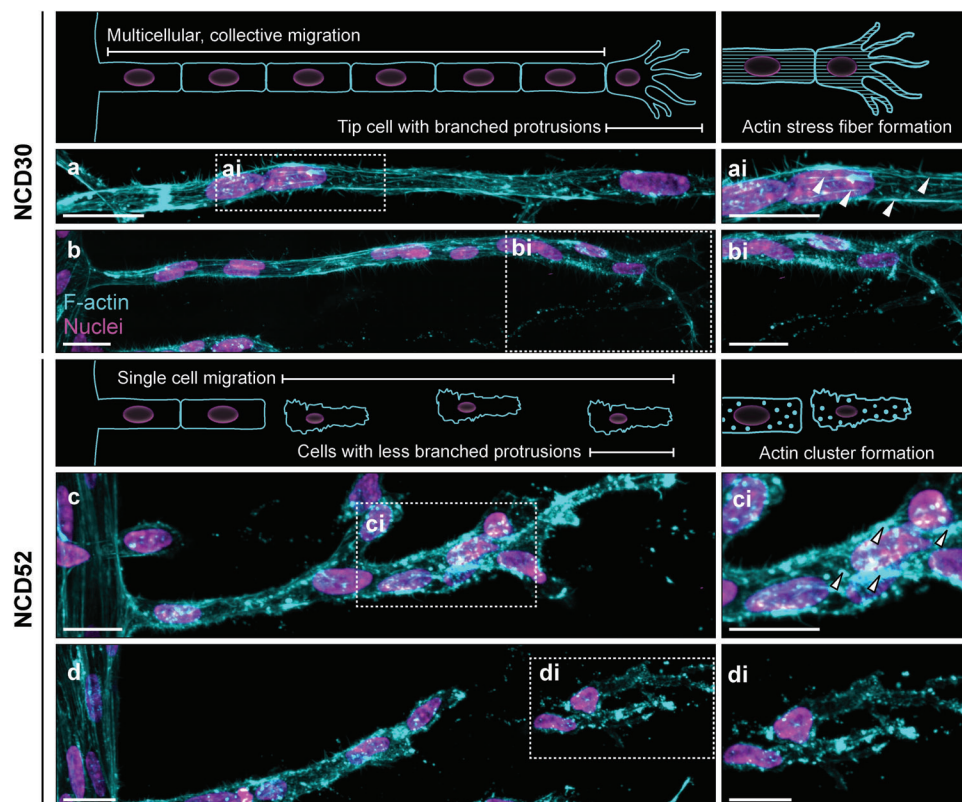 NCD30
Multicellular, collective migration
Tip cell with branched protrusions
Actin stress fiber formation
a
ai
ai
b
bi
bi
F-actin
Nuclei
NCD52
Single cell migration
Cells with less branched protrusions
Actin cluster formation
c
ci
ci
d
di
di